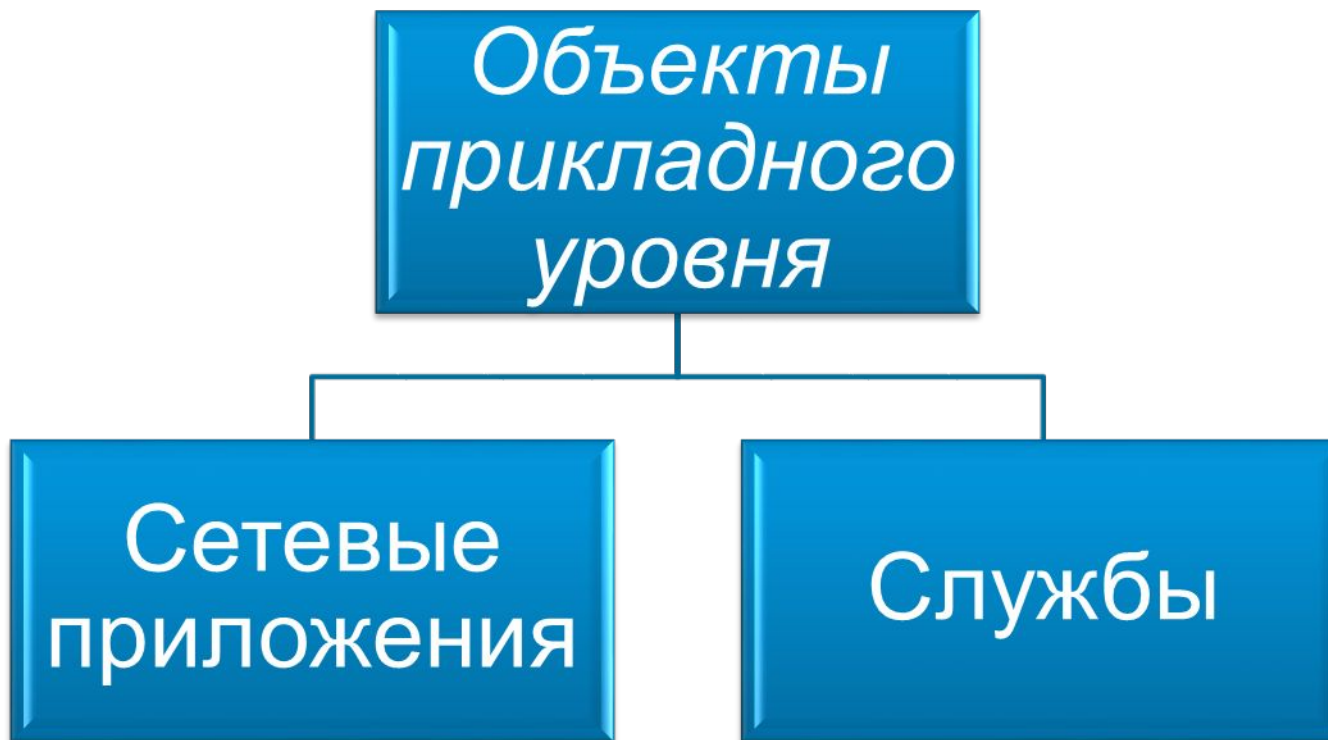 Объекты
прикладного
уровня
Сетевые
приложения
Службы